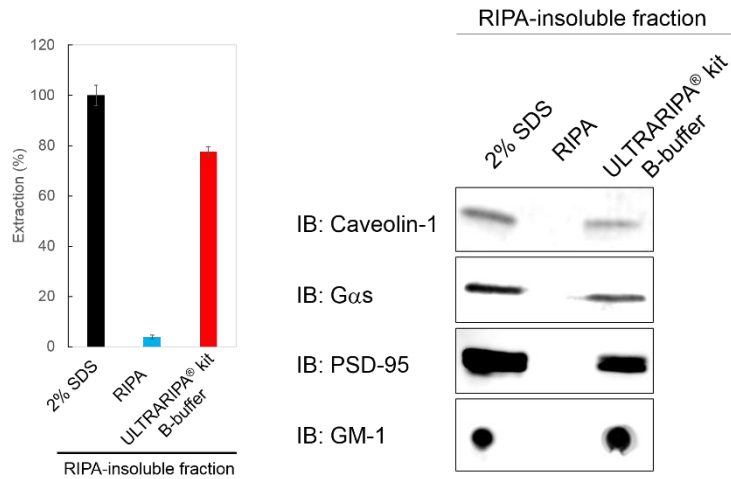 120
100
80
60
40
20
0
Extraction (%)
2% SDS
RIPA
ULTRARIPA® kit
B-buffer
RIPA-insoluble fraction
RIPA-insoluble fraction
2% SDS
RIPA
ULTRARIPA® kit
B-buffer
IB: Caveolin-1
IB: Gαs
IB: PSD-95
IB: GM-1